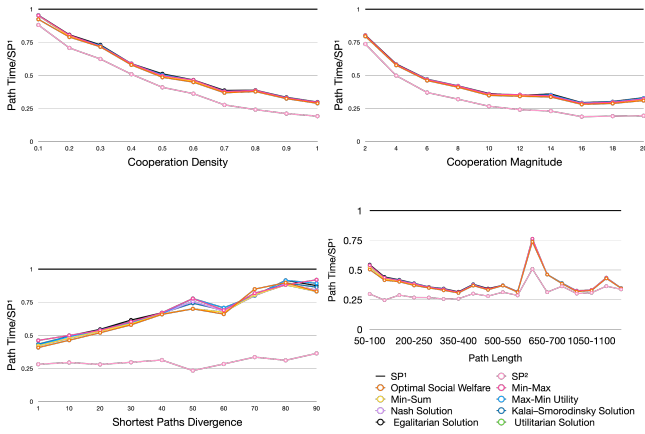 1
0.75
0.5
0.25
0
Path Time/SP¹
0.1 0.2 0.3 0.4 0.5 0.6 0.7 0.8 0.9 1
Cooperation Density
1
0.75
0.5
0.25
0
Path Time/SP¹
2 4 6 8 10 12 14 16 18 20
Cooperation Magnitude
1
0.75
0.5
0.25
0
Path Time/SP¹
1 10 20 30 40 50 60 70 80 90
Shortest Paths Divergence
1
0.75
0.5
0.25
0
Path Time/SP¹
50-100 200-250 350-400 500-550 650-700 1050-1100
Path Length
SP¹ SP²
Optimal Social Welfare Min-Max
Min-Sum Max-Min Utility
Nash Solution Kalai–Smorodinsky Solution
Egalitarian Solution Utilitarian Solution